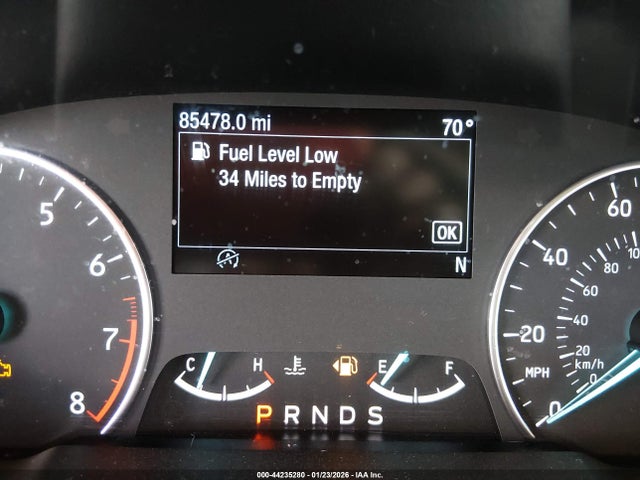 85478.0 mi
70°
Fuel Level Low
34 Miles to Empty
OK
N
5
6
7
8
C H
E F
P R N D S
60
40
20
0
MPH
80
60
40
20
0
km/h
000-44235280 - 01/23/2026 - IAA Inc.